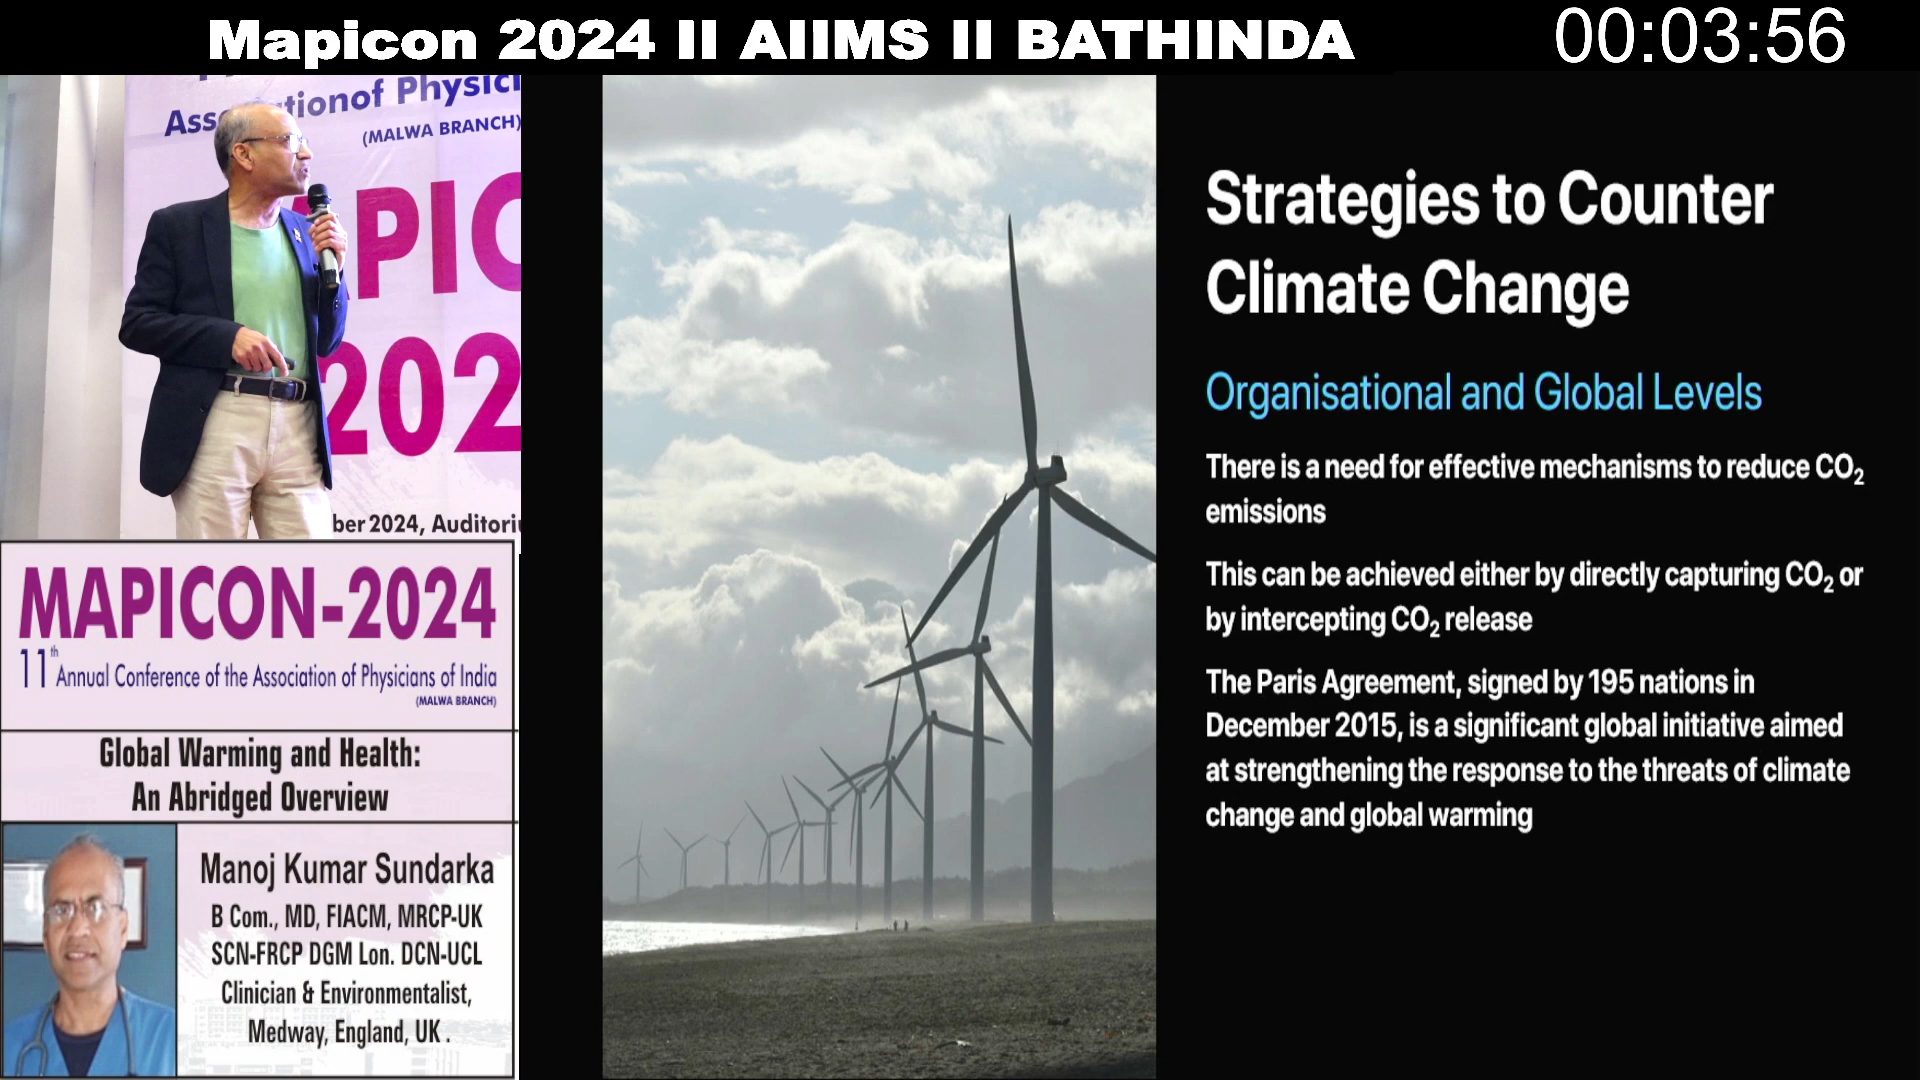 Mapicon 2024 II AIIMS II BATHINDA
00:03:56
Associationof Physici
(MALWA BRANCH)
APIC
202
ber 2024, Auditoriu
MAPICON-2024
11th Annual Conference of the Association of Physicians of India
(MALWA BRANCH)
Global Warming and Health:
An Abridged Overview
Manoj Kumar Sundarka
B Com., MD, FIACM, MRCP-UK
SCN-FRCP DGM Lon. DCN-UCL
Clinician & Environmentalist,
Medway, England, UK .
Strategies to Counter
Climate Change
Organisational and Global Levels
There is a need for effective mechanisms to reduce CO₂
emissions
This can be achieved either by directly capturing CO₂ or
by intercepting CO₂ release
The Paris Agreement, signed by 195 nations in
December 2015, is a significant global initiative aimed
at strengthening the response to the threats of climate
change and global warming